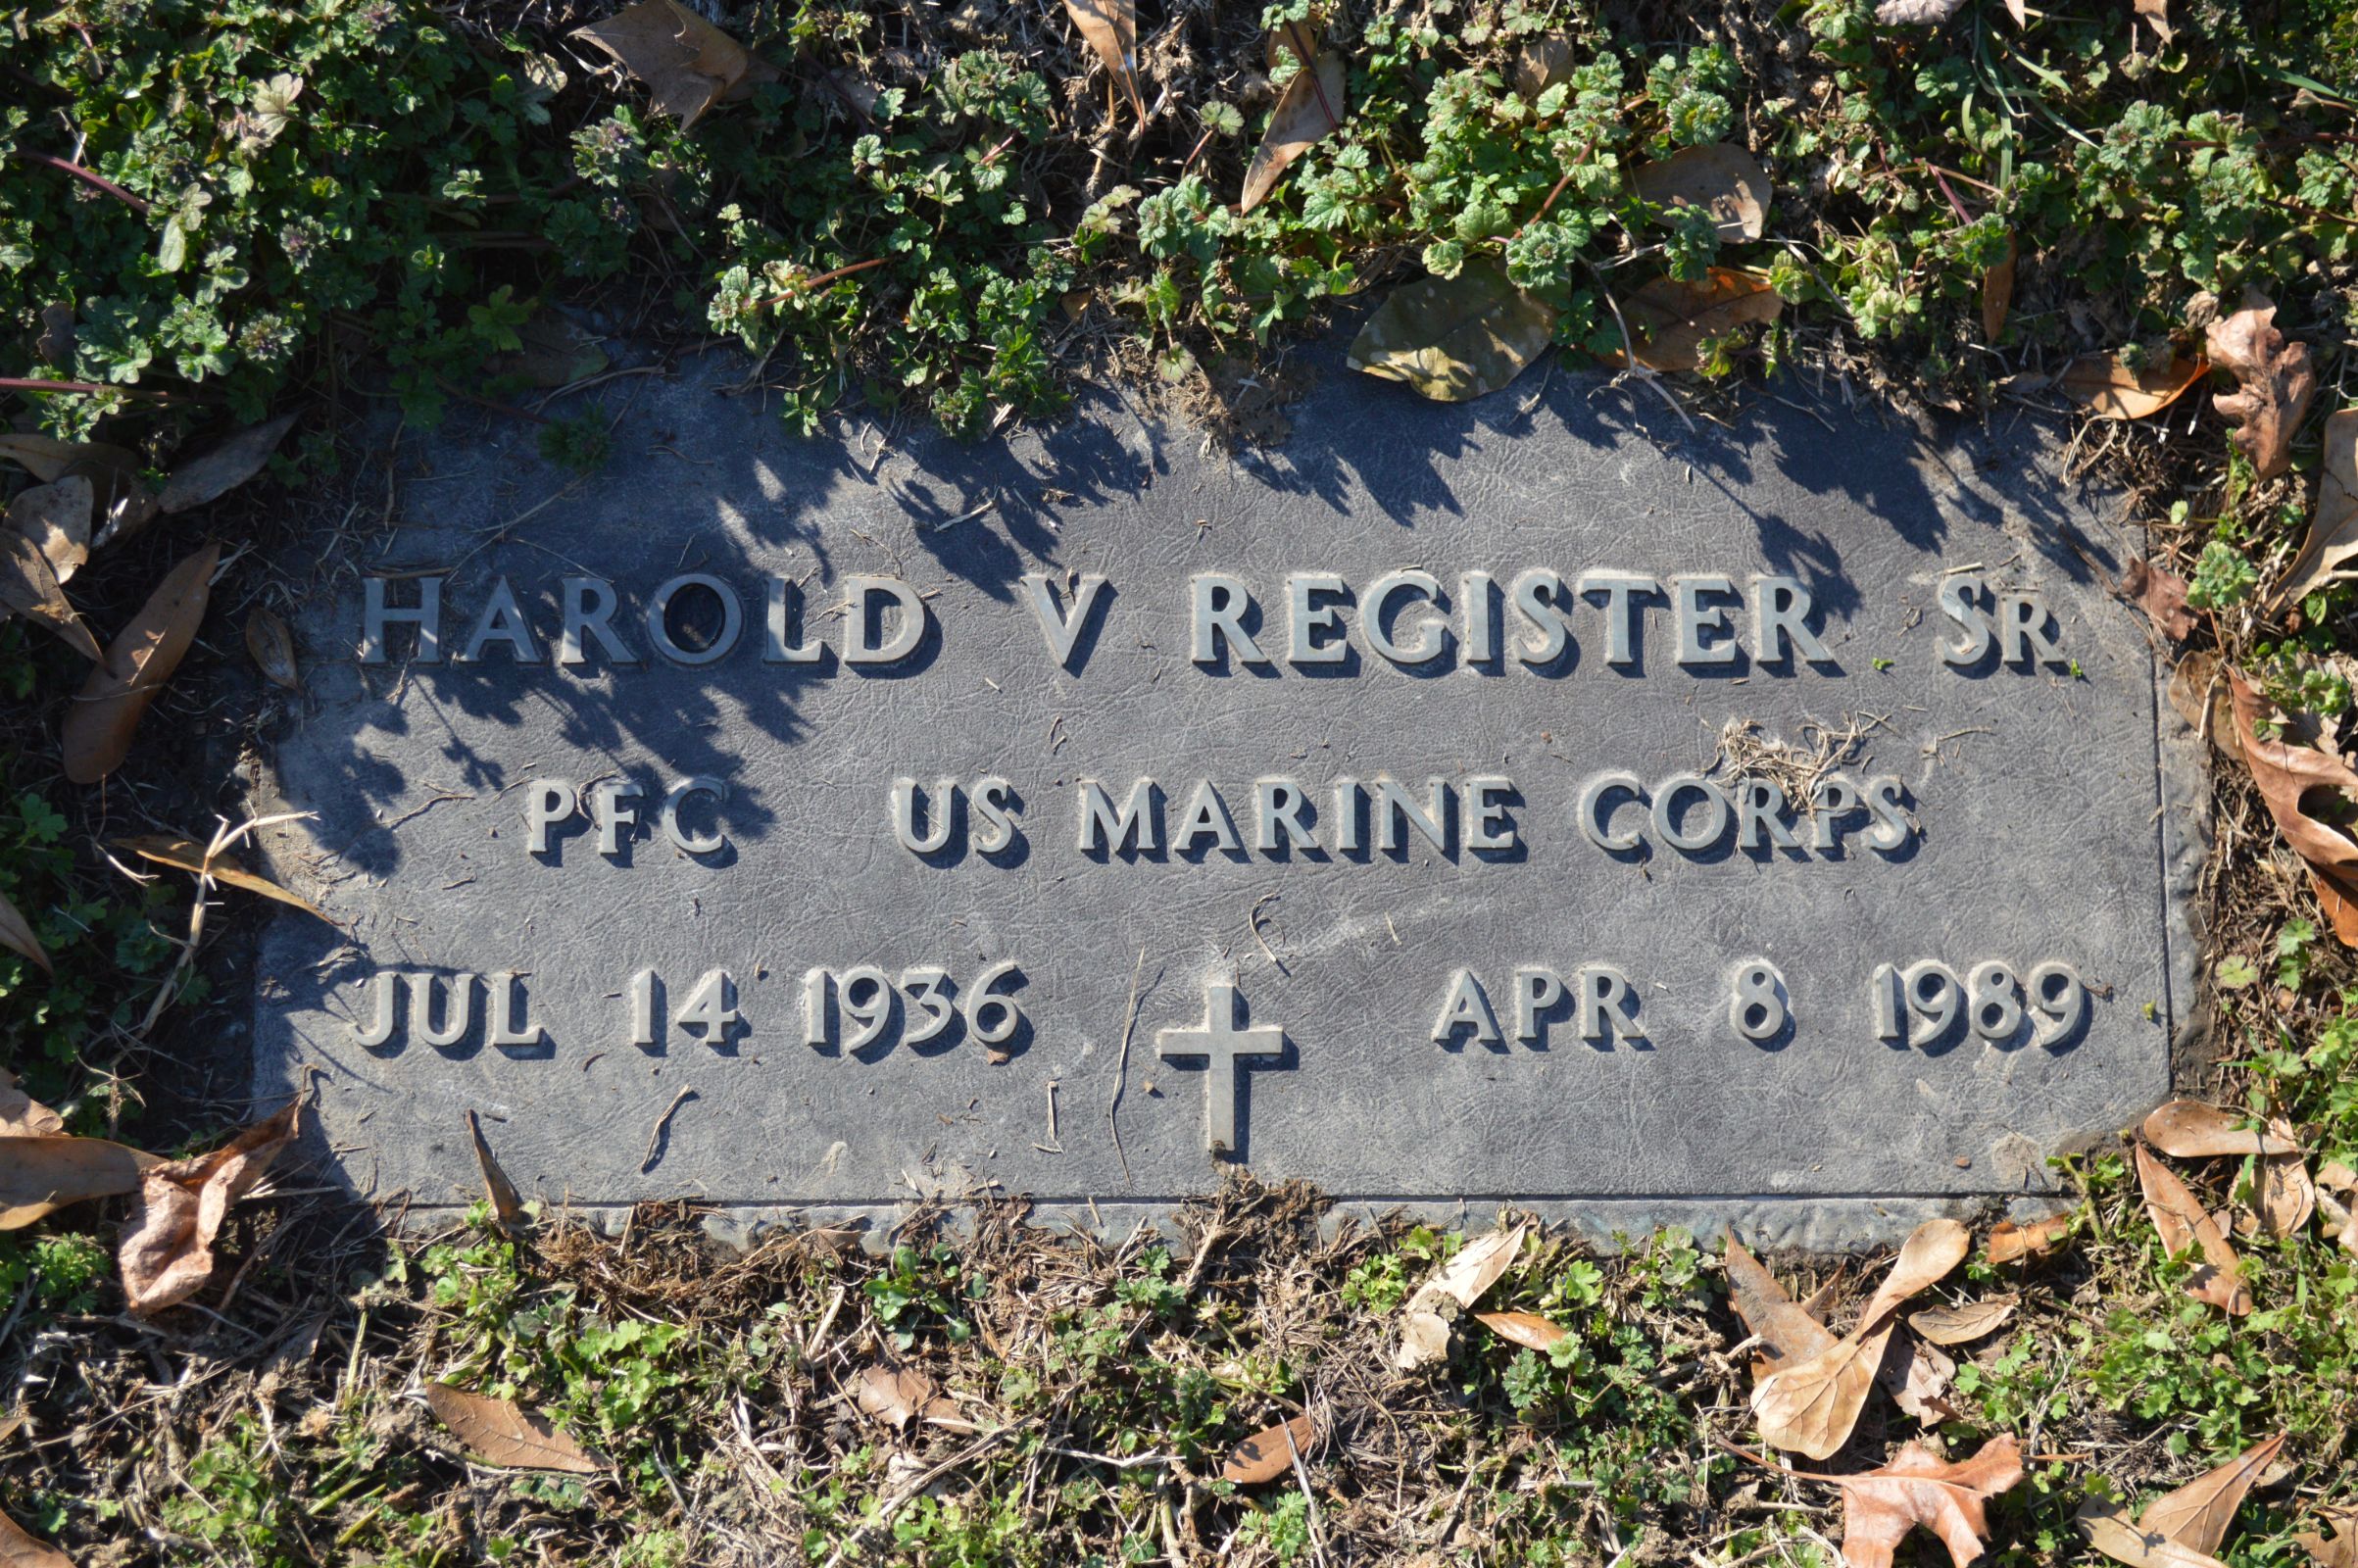 HAROLD V REGISTER SR
PFC US MARINE CORPS
JUL 14 1936 APR 8 1989